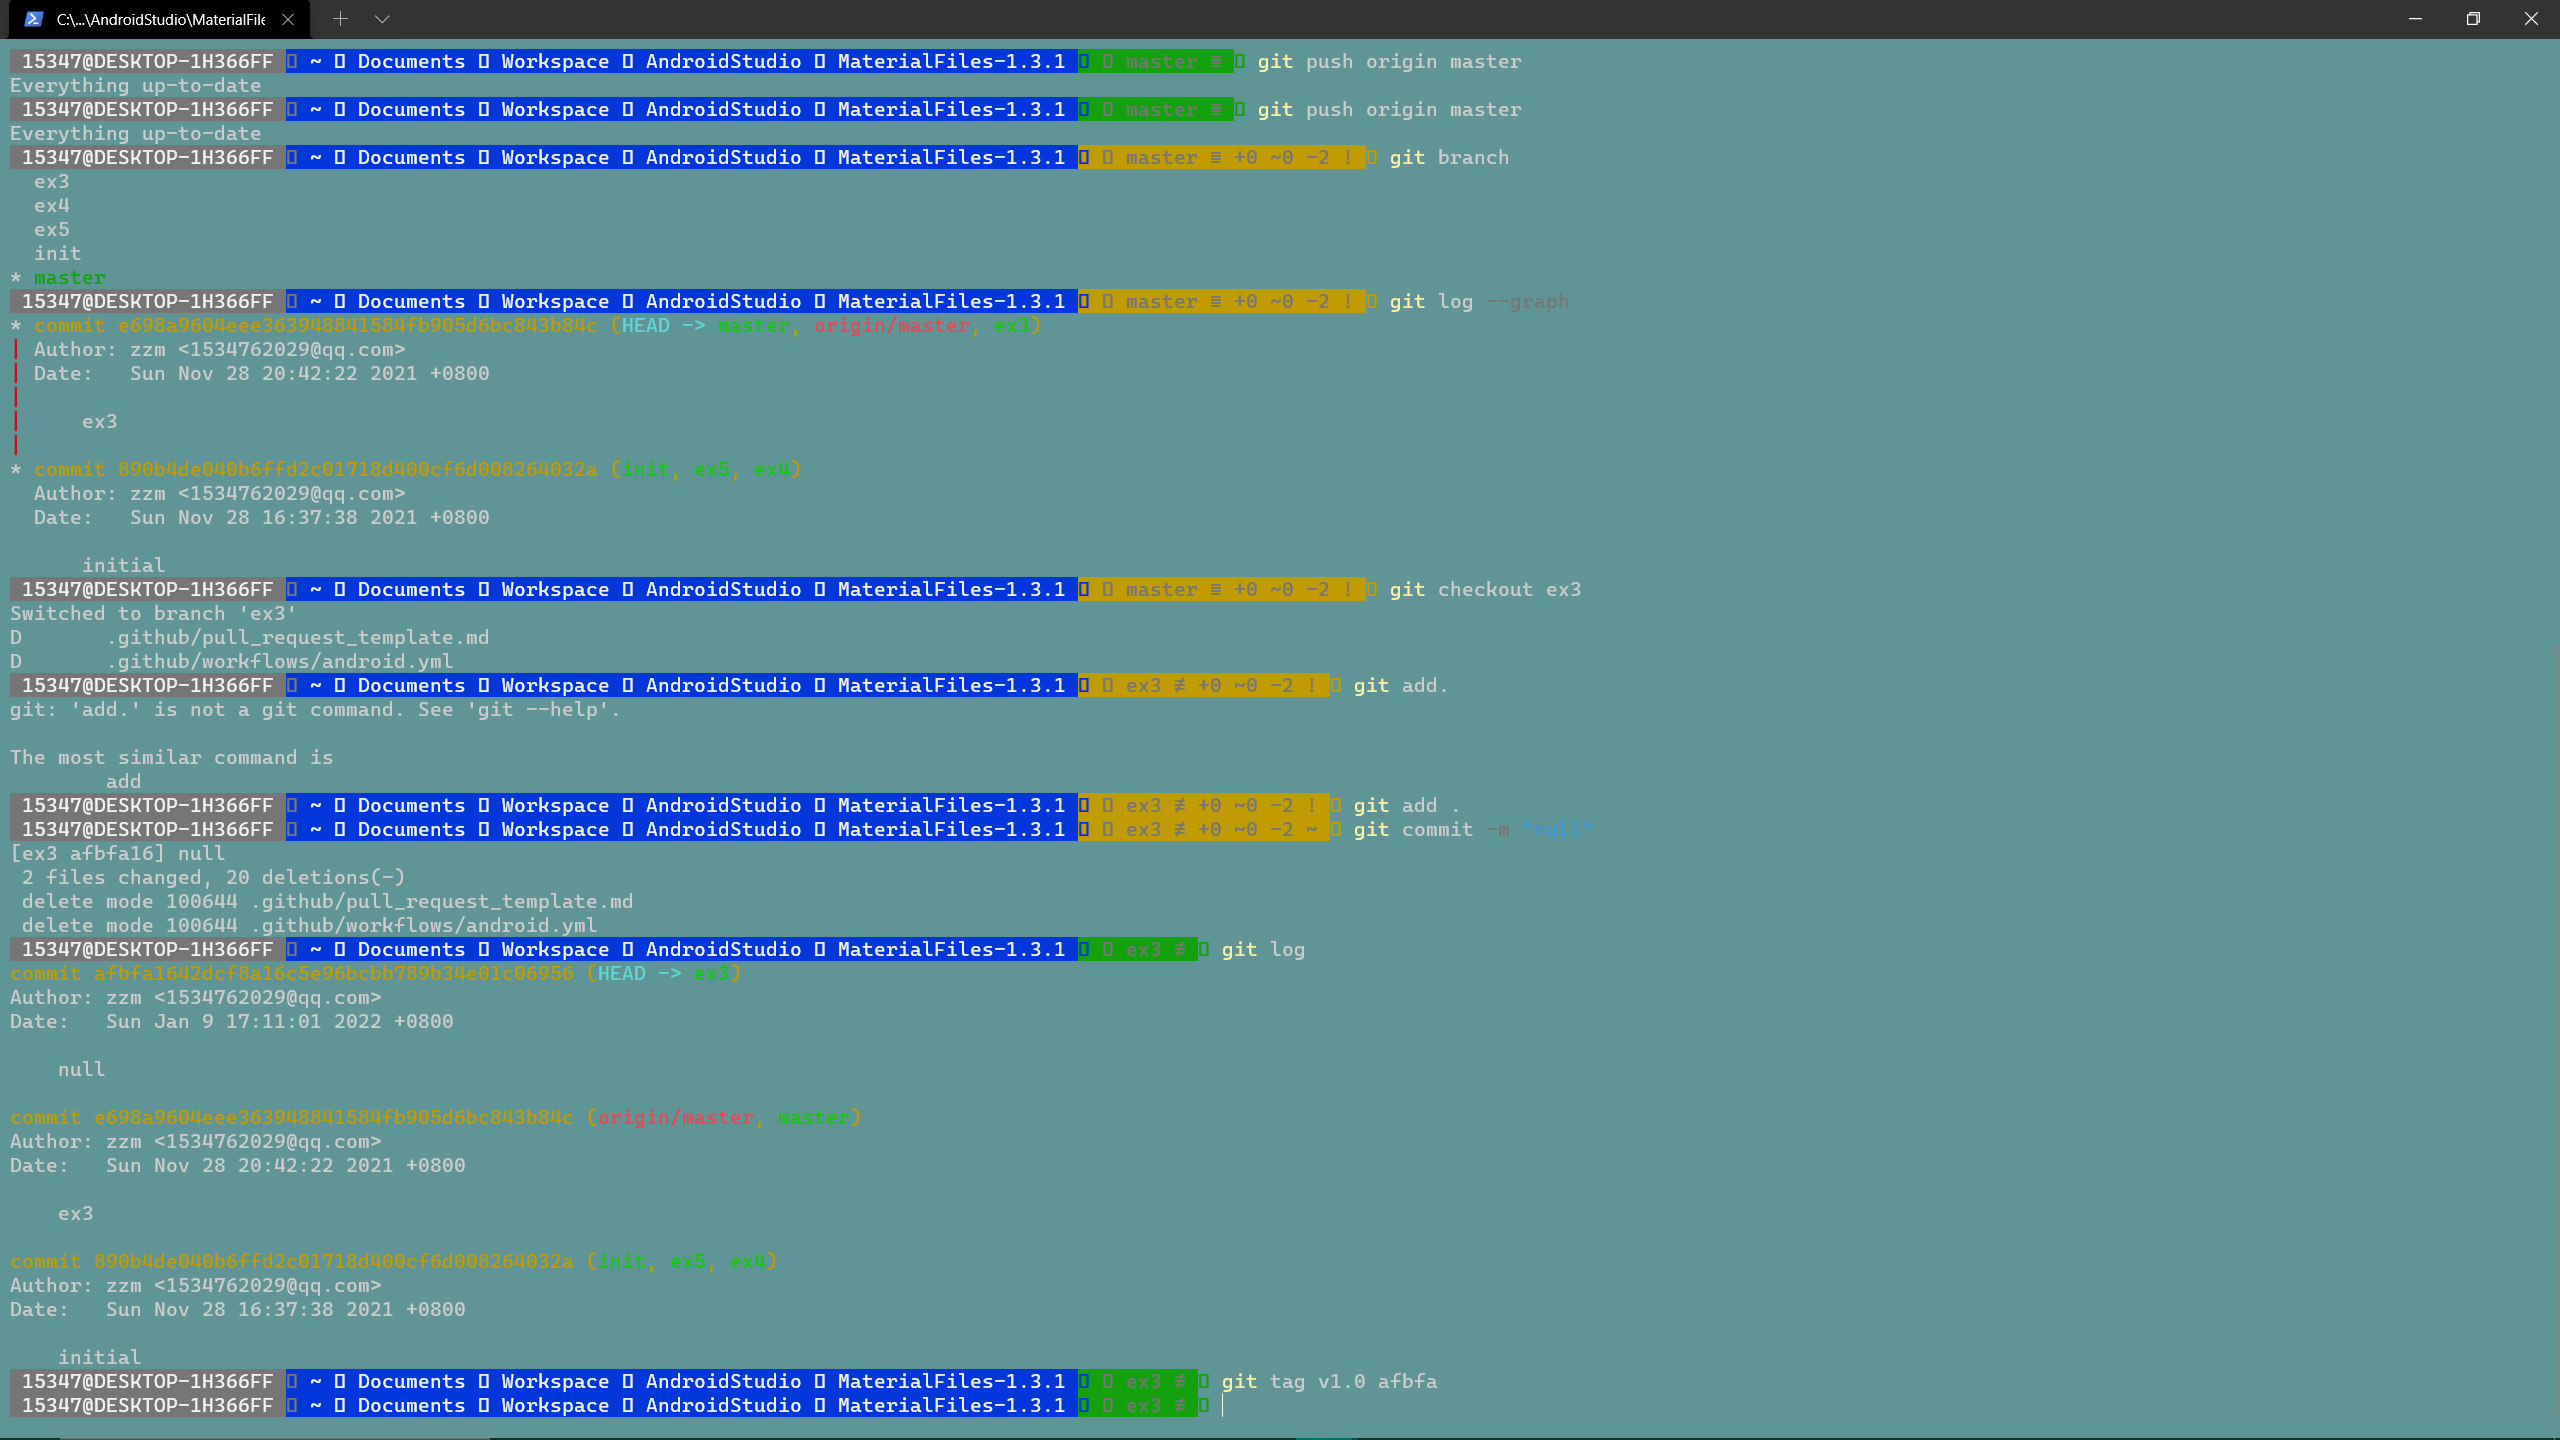 C:\...\AndroidStudio\MaterialFile
15347@DESKTOP-1H366FF ~ Documents Workspace AndroidStudio MaterialFiles-1.3.1 master ≡ git push origin master
Everything up-to-date
15347@DESKTOP-1H366FF ~ Documents Workspace AndroidStudio MaterialFiles-1.3.1 master ≡ git push origin master
Everything up-to-date
15347@DESKTOP-1H366FF ~ Documents Workspace AndroidStudio MaterialFiles-1.3.1 master ≡ +0 ~0 -2 ! git branch
ex3
ex4
ex5
init
* master
15347@DESKTOP-1H366FF ~ Documents Workspace AndroidStudio MaterialFiles-1.3.1 master ≡ +0 ~0 -2 ! git log --graph
* commit e698a9604eee363948841584fb905d6bc843b84c (HEAD -> master, origin/master, ex3)
| Author: zzm <1534762029@qq.com>
| Date:   Sun Nov 28 20:42:22 2021 +0800
|
|     ex3
|
* commit 890b4de040b6ffd2c01718d400cf6d008264032a (init, ex5, ex4)
Author: zzm <1534762029@qq.com>
Date:   Sun Nov 28 16:37:38 2021 +0800
initial
15347@DESKTOP-1H366FF ~ Documents Workspace AndroidStudio MaterialFiles-1.3.1 master ≡ +0 ~0 -2 ! git checkout ex3
Switched to branch 'ex3'
D       .github/pull_request_template.md
D       .github/workflows/android.yml
15347@DESKTOP-1H366FF ~ Documents Workspace AndroidStudio MaterialFiles-1.3.1 ex3 ≢ +0 ~0 -2 ! git add.
git: 'add.' is not a git command. See 'git --help'.
The most similar command is
add
15347@DESKTOP-1H366FF ~ Documents Workspace AndroidStudio MaterialFiles-1.3.1 ex3 ≢ +0 ~0 -2 ! git add .
15347@DESKTOP-1H366FF ~ Documents Workspace AndroidStudio MaterialFiles-1.3.1 ex3 ≢ +0 ~0 -2 ~ git commit -m "null"
[ex3 afbfa16] null
2 files changed, 20 deletions(-)
delete mode 100644 .github/pull_request_template.md
delete mode 100644 .github/workflows/android.yml
15347@DESKTOP-1H366FF ~ Documents Workspace AndroidStudio MaterialFiles-1.3.1 ex3 ≢ git log
commit afbfa1642dcf8a16c5e96bcbb789b34e01c06956 (HEAD -> ex3)
Author: zzm <1534762029@qq.com>
Date:   Sun Jan 9 17:11:01 2022 +0800
null
commit e698a9604eee363948841584fb905d6bc843b84c (origin/master, master)
Author: zzm <1534762029@qq.com>
Date:   Sun Nov 28 20:42:22 2021 +0800
ex3
commit 890b4de040b6ffd2c01718d400cf6d008264032a (init, ex5, ex4)
Author: zzm <1534762029@qq.com>
Date:   Sun Nov 28 16:37:38 2021 +0800
initial
15347@DESKTOP-1H366FF ~ Documents Workspace AndroidStudio MaterialFiles-1.3.1 ex3 ≢ git tag v1.0 afbfa
15347@DESKTOP-1H366FF ~ Documents Workspace AndroidStudio MaterialFiles-1.3.1 ex3 ≢